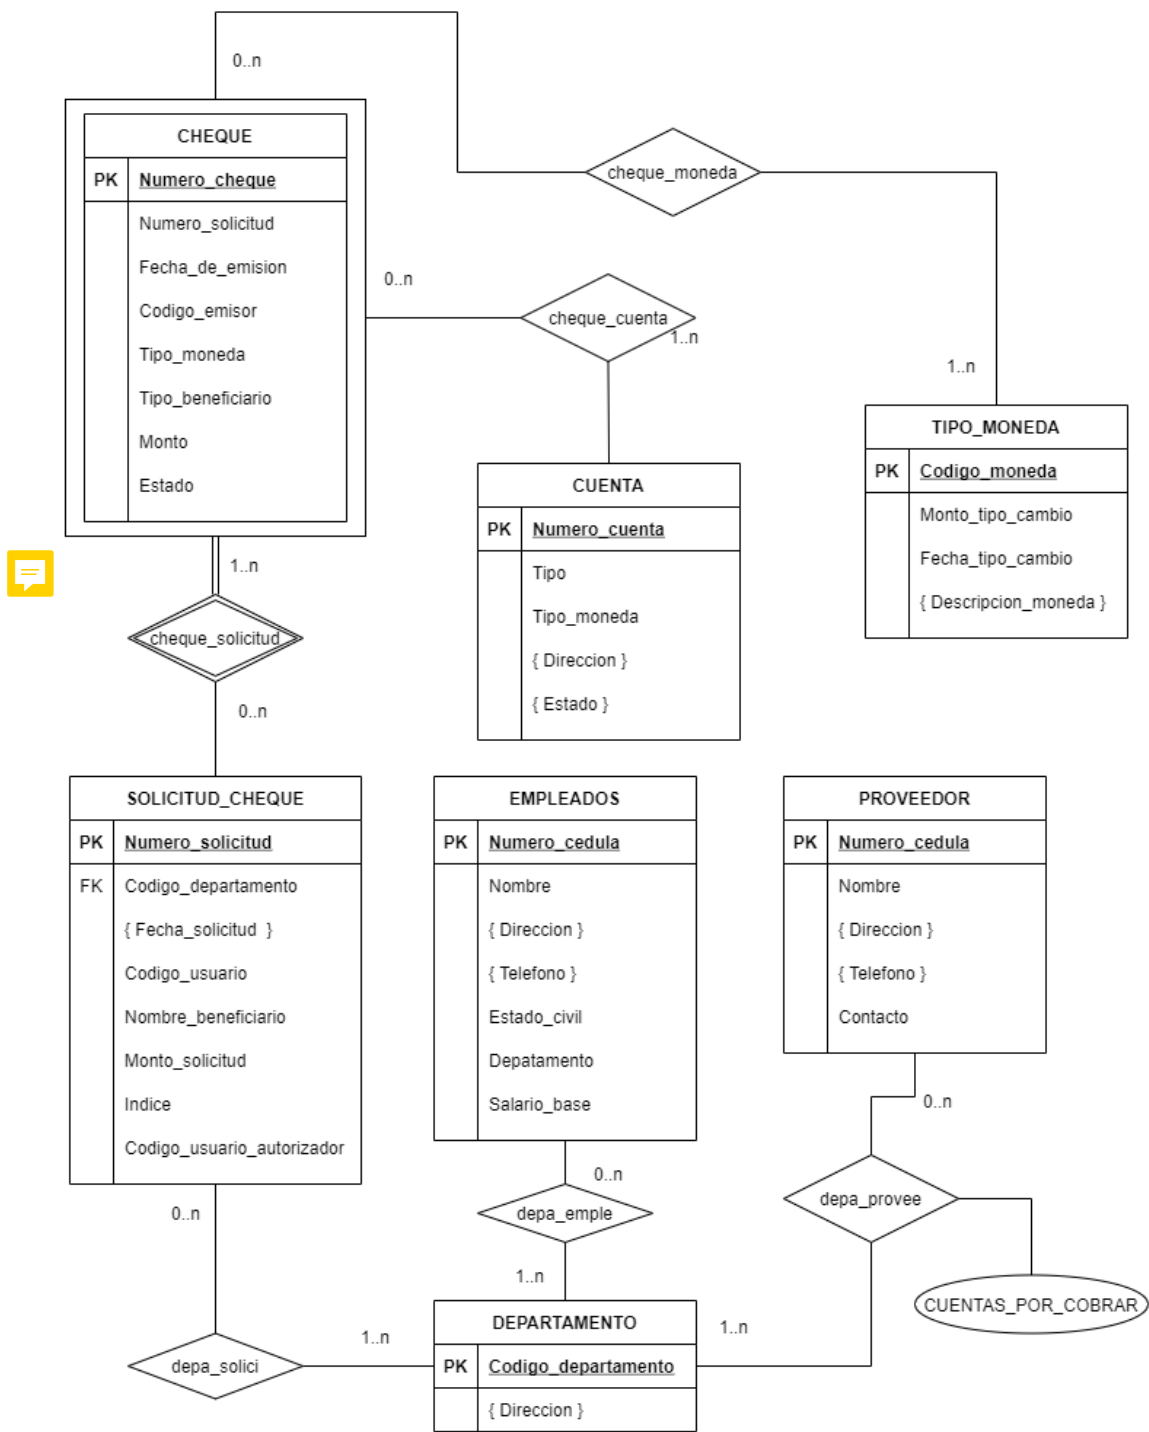 0..n
CHEQUE
PK Numero_cheque
Numero_solicitud
Fecha_de_emision
Codigo_emisor
Tipo_moneda
Tipo_beneficiario
Monto
Estado
cheque_moneda
0..n
cheque_cuenta
1..n
1..n
TIPO_MONEDA
PK Codigo_moneda
Monto_tipo_cambio
Fecha_tipo_cambio
{ Descripcion_moneda }
CUENTA
PK Numero_cuenta
Tipo
Tipo_moneda
{ Direccion }
{ Estado }
1..n
cheque_solicitud
0..n
SOLICITUD_CHEQUE
PK Numero_solicitud
FK Codigo_departamento
{ Fecha_solicitud }
Codigo_usuario
Nombre_beneficiario
Monto_solicitud
Indice
Codigo_usuario_autorizador
EMPLEADOS
PK Numero_cedula
Nombre
{ Direccion }
{ Telefono }
Estado_civil
Depatamento
Salario_base
PROVEEDOR
PK Numero_cedula
Nombre
{ Direccion }
{ Telefono }
Contacto
0..n
0..n
depa_provee
0..n
depa_emple
1..n
CUENTAS_POR_COBRAR
depa_solici
1..n
DEPARTAMENTO
PK Codigo_departamento
{ Direccion }
1..n